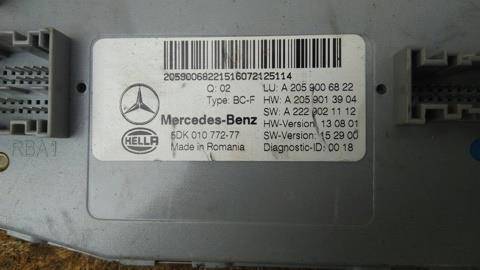 20590068221516072125114
Q: 02 LU: A 205 900 68 22
Type: BC-F HW: A 205 901 39 04
SW: A 222 902 11 12
Mercedes-Benz HW-Version: 13 08 01
HELLA 5DK 010 772-77 SW-Version: 15 29 00
Made in Romania Diagnostic-ID: 00 18
RBA1